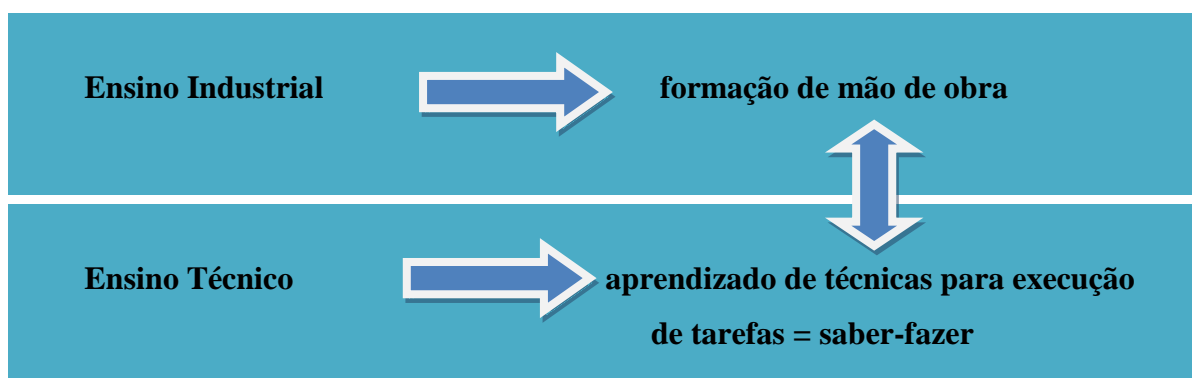 Ensino Industrial formação de mão de obra
Ensino Técnico aprendizado de técnicas para execução
de tarefas = saber-fazer